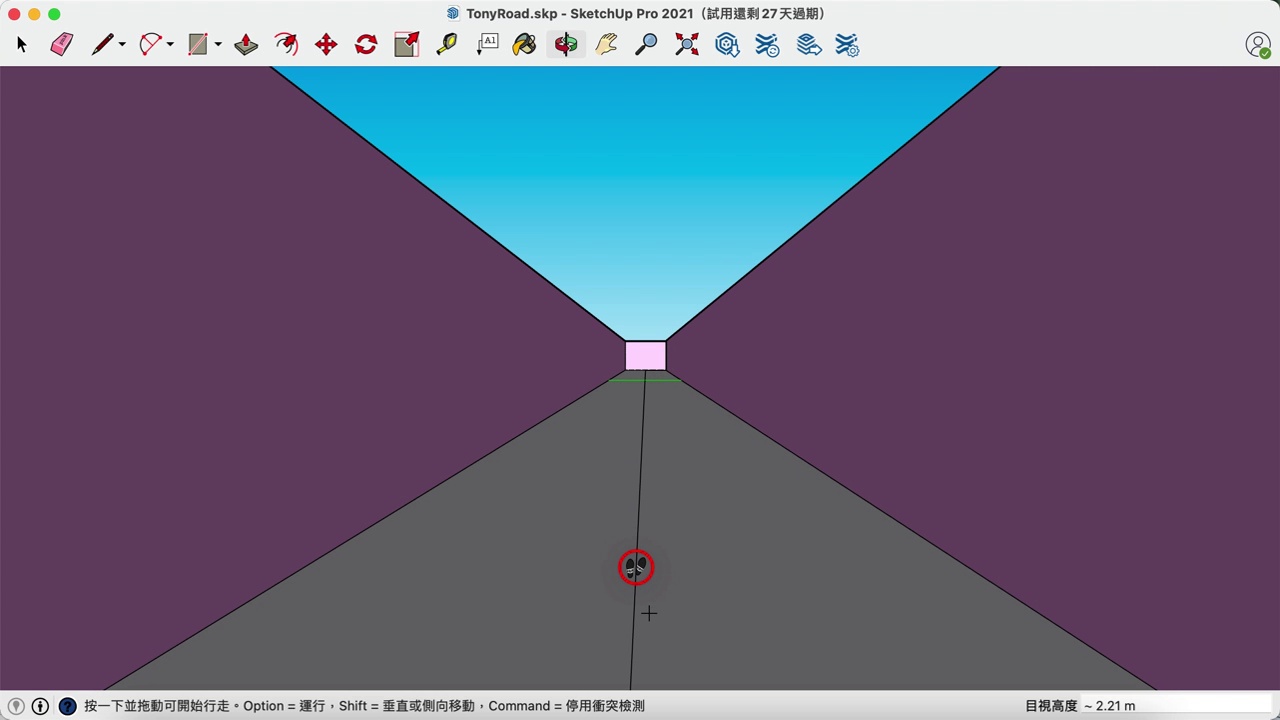 TonyRoad.skp - SketchUp Pro 2021（試用還剩 27 天過期）
A1
按一下並拖動可開始行走。Option = 運行，Shift = 垂直或側向移動，Command = 停用衝突檢測
目視高度 ~ 2.21 m